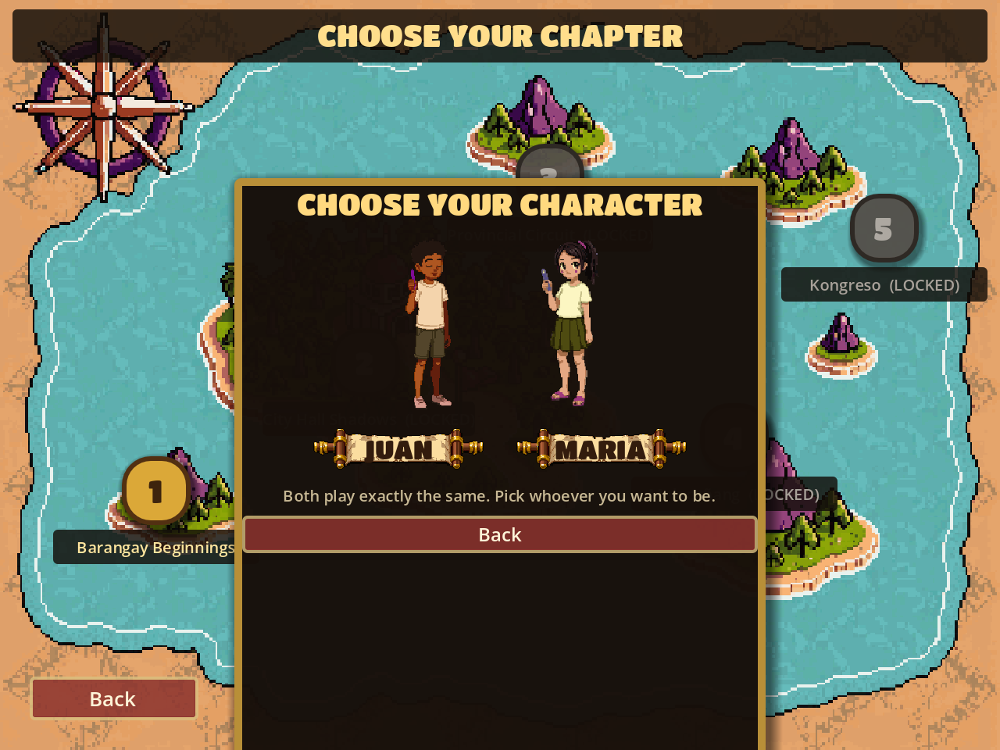 CHOOSE YOUR CHAPTER
5
Kongreso (LOCKED)
CHOOSE YOUR CHARACTER
JUAN
MARIA
Both play exactly the same. Pick whoever you want to be.
Back
1
Barangay Beginnings
OCKED)
Back